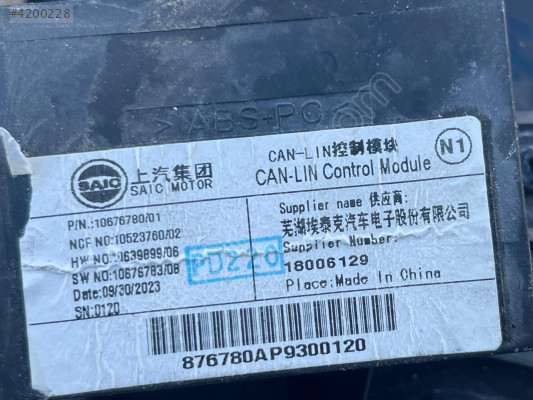 #4200228
>ABS+PC
.com
上汽集团
SAIC
SAIC MOTOR
CAN-LIN控制模块
CAN-LIN Control Module
N1
P/N.:10676780/01
NCF NO:10523760/02
HW NO:10639899/06
SW NO:10676783/08
Date:09/30/2023
SN:0120
PD220
Supplier name 供应商:
芜湖埃泰克汽车电子股份有限公司
Supplier Number:
18006129
Place:Made In China
876780AP9300120